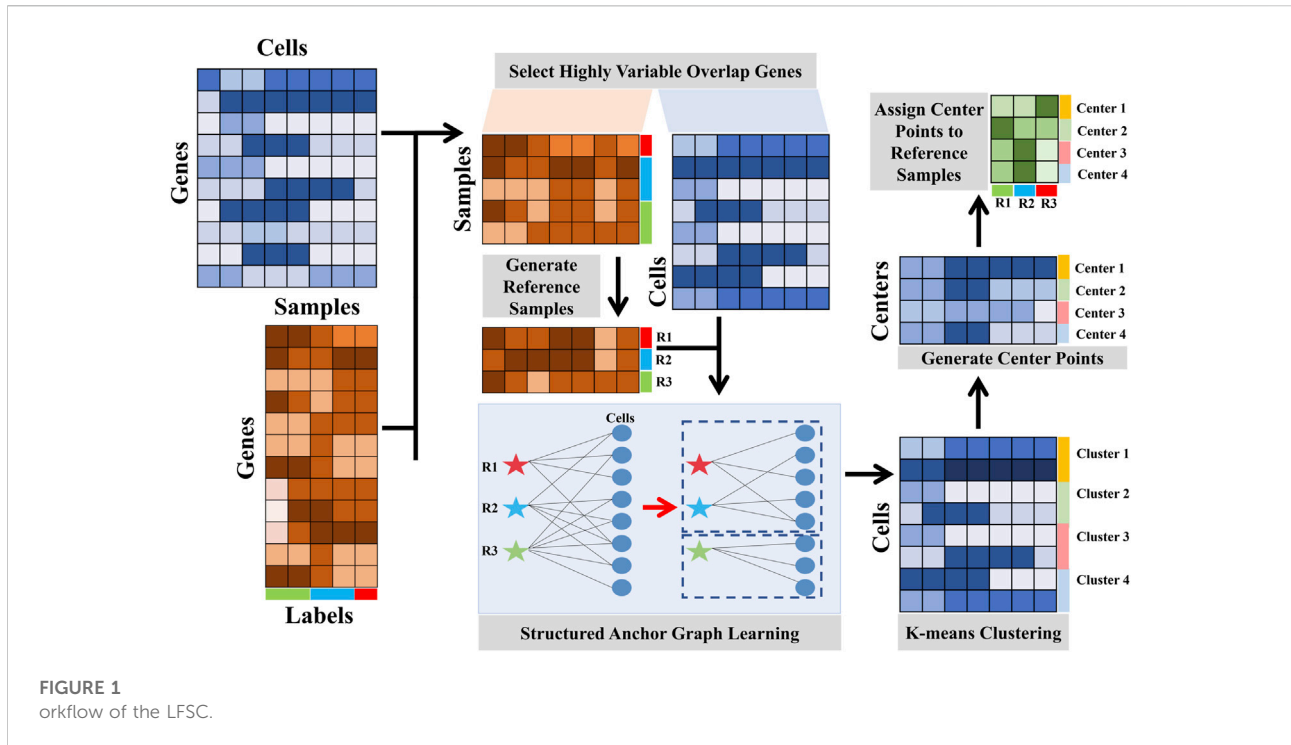 Cells
Genes
Samples
Genes
Labels
Select Highly Variable Overlap Genes
Samples
Cells
Generate
Reference
Samples
R1
R2
R3
Cells
R1
R2
R3
Structured Anchor Graph Learning
Assign Center
Points to
Reference
Samples
Center 1
Center 2
Center 3
Center 4
R1 R2 R3
Centers
Center 1
Center 2
Center 3
Center 4
Generate Center Points
Cells
Cluster 1
Cluster 2
Cluster 3
Cluster 4
K-means Clustering
FIGURE 1
orkflow of the LFSC.